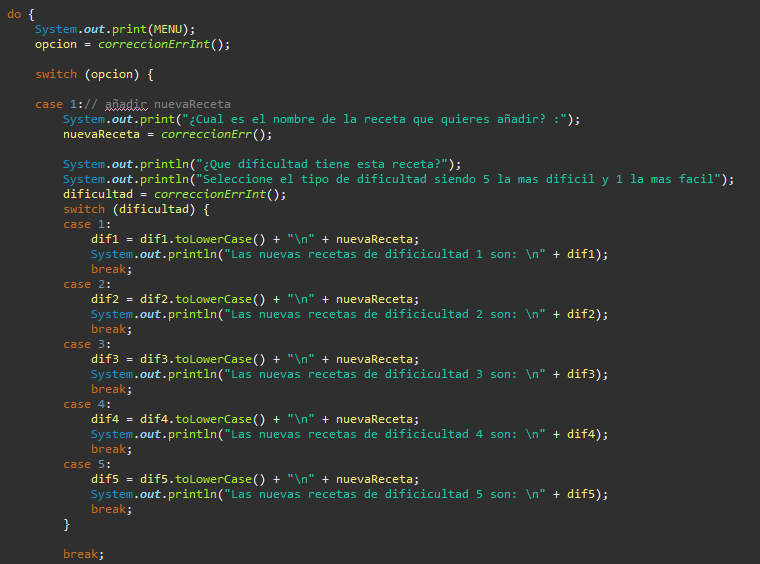 do {
System.out.print(MENU);
opcion = correccionErrInt();
switch (opcion) {
case 1:// añadir nuevaReceta
System.out.print("¿Cual es el nombre de la receta que quieres añadir? :");
nuevaReceta = correccionErr();
System.out.println("¿Que dificultad tiene esta receta?");
System.out.println("Seleccione el tipo de dificultad siendo 5 la mas dificil y 1 la mas facil");
dificultad = correccionErrInt();
switch (dificultad) {
case 1:
dif1 = dif1.toLowerCase() + "\n" + nuevaReceta;
System.out.println("Las nuevas recetas de dificicultad 1 son: \n" + dif1);
break;
case 2:
dif2 = dif2.toLowerCase() + "\n" + nuevaReceta;
System.out.println("Las nuevas recetas de dificicultad 2 son: \n" + dif2);
break;
case 3:
dif3 = dif3.toLowerCase() + "\n" + nuevaReceta;
System.out.println("Las nuevas recetas de dificicultad 3 son: \n" + dif3);
break;
case 4:
dif4 = dif4.toLowerCase() + "\n" + nuevaReceta;
System.out.println("Las nuevas recetas de dificicultad 4 son: \n" + dif4);
break;
case 5:
dif5 = dif5.toLowerCase() + "\n" + nuevaReceta;
System.out.println("Las nuevas recetas de dificicultad 5 son: \n" + dif5);
break;
}
break;